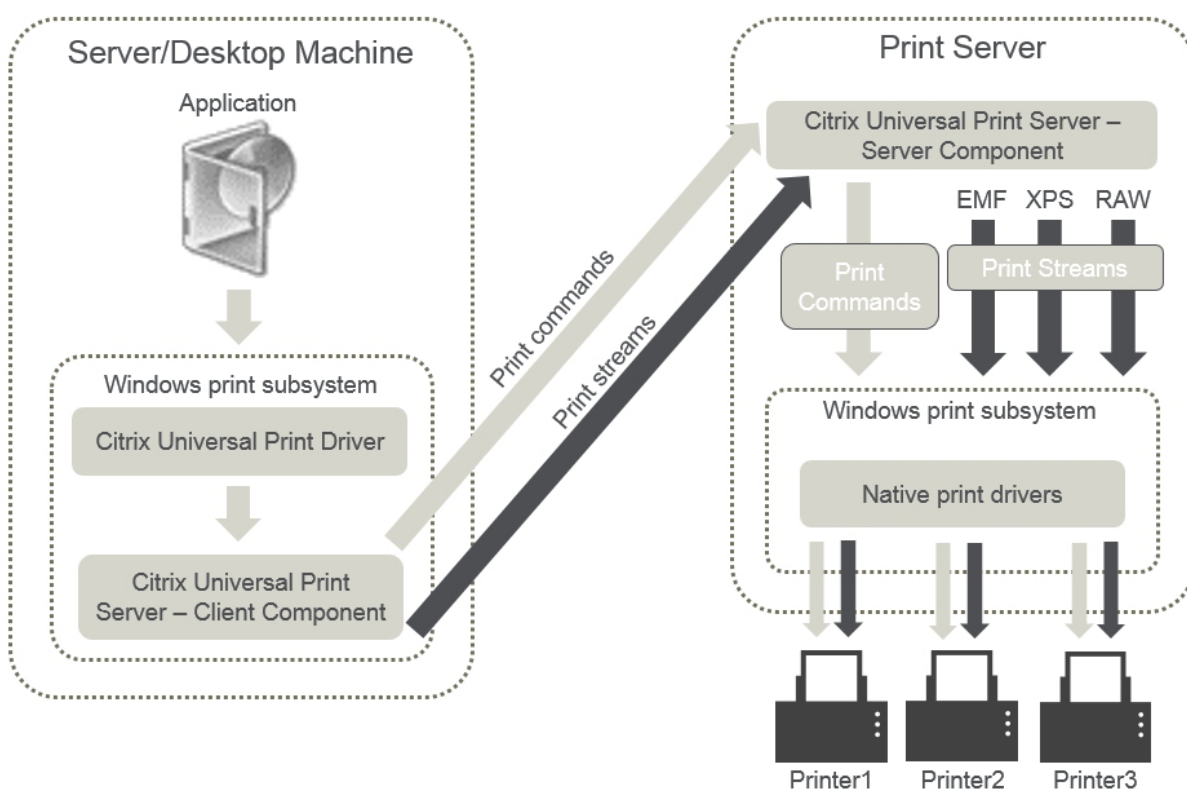 Server/Desktop Machine
Application
Windows print subsystem
Citrix Universal Print Driver
Citrix Universal Print
Server – Client Component
Print commands
Print streams
Print Server
Citrix Universal Print Server –
Server Component
EMF XPS RAW
Print
Commands
Print Streams
Windows print subsystem
Native print drivers
Printer1
Printer2
Printer3